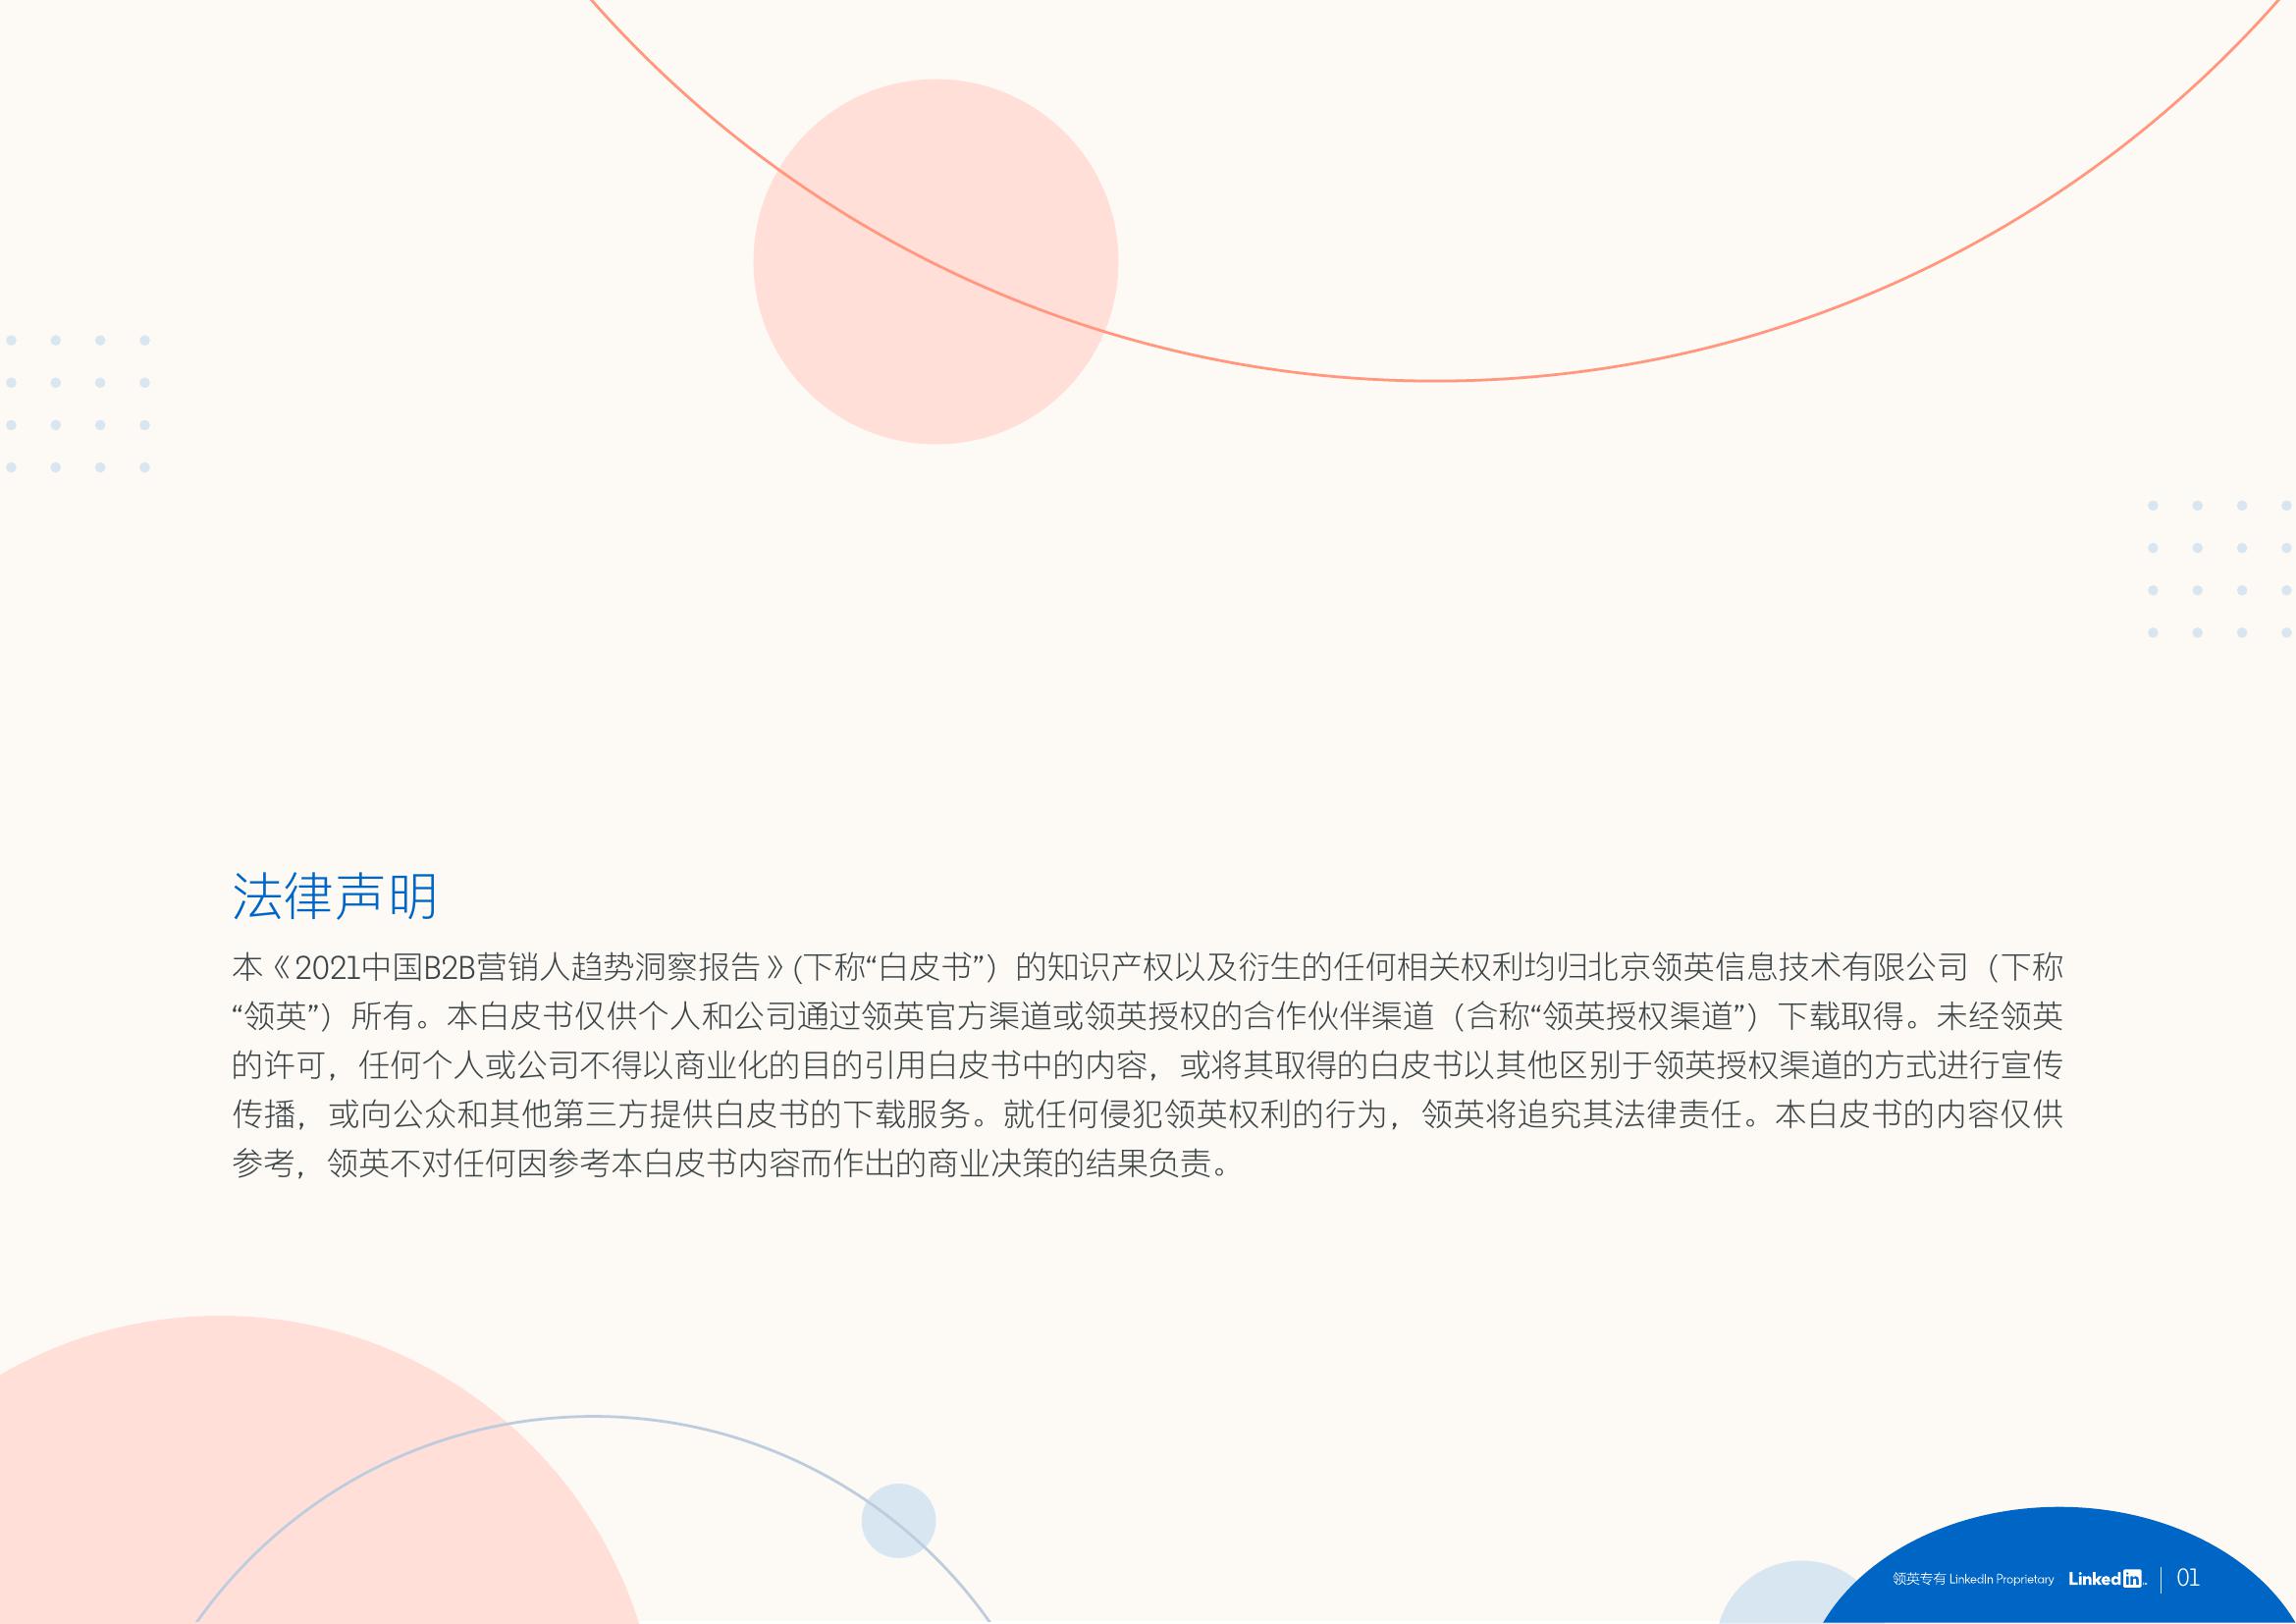 法律声明
本《2021中国B2B营销人趋势洞察报告》(下称“白皮书”）的知识产权以及衍生的任何相关权利均归北京领英信息技术有限公司（下称
“领英”）所有。本白皮书仅供个人和公司通过领英官方渠道或领英授权的合作伙伴渠道（合称“领英授权渠道”）下载取得。未经领英
的许可，任何个人或公司不得以商业化的目的引用白皮书中的内容，或将其取得的白皮书以其他区别于领英授权渠道的方式进行宣传
传播，或向公众和其他第三方提供白皮书的下载服务。就任何侵犯领英权利的行为，领英将追究其法律责任。本白皮书的内容仅供
参考，领英不对任何因参考本白皮书内容而作出的商业决策的结果负责。
领英专有 LinkedIn Proprietary LinkedIn | 01